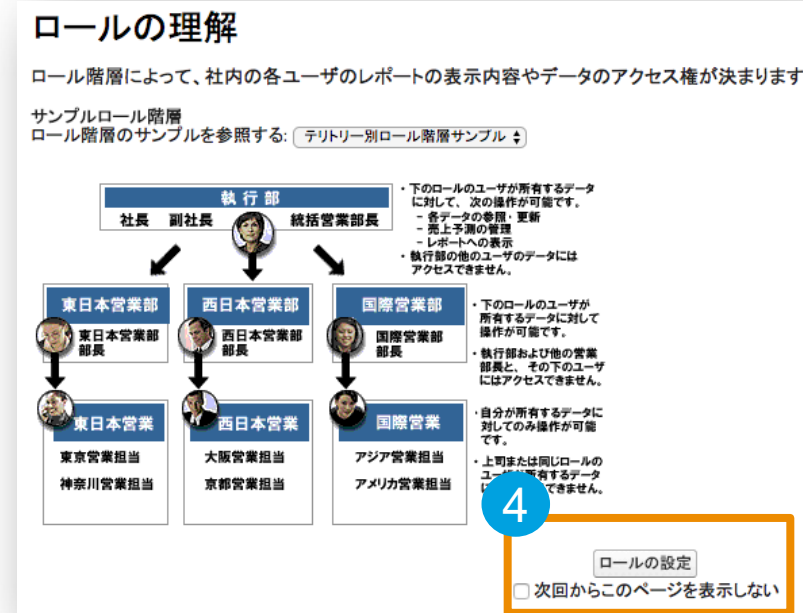 ロールの理解
ロール階層によって、社内の各ユーザのレポートの表示内容やデータのアクセス権が決まります
サンプルロール階層
ロール階層のサンプルを参照する: テリトリー別ロール階層サンプル
執行部
社長 副社長 統括営業部長
・下のロールのユーザが所有するデータ
に対して、次の操作が可能です。
- 各データの参照・更新
- 売上予測の管理
- レポートへの表示
・執行部の他のユーザのデータには
アクセスできません。
東日本営業部
東日本営業部
部長
西日本営業部
西日本営業部
部長
国際営業部
国際営業部
部長
・下のロールのユーザが
所有するデータに対して
操作が可能です。
・執行部および他の営業
部長と、その下のユーザ
にはアクセスできません。
東日本営業
東京営業担当
神奈川営業担当
西日本営業
大阪営業担当
京都営業担当
国際営業
アジア営業担当
アメリカ営業担当
・自分が所有するデータに
対してのみ操作が可能
です。
・上司または同じロールの
ユーザが所有するデータ
できません。
4
ロールの設定
次回からこのページを表示しない